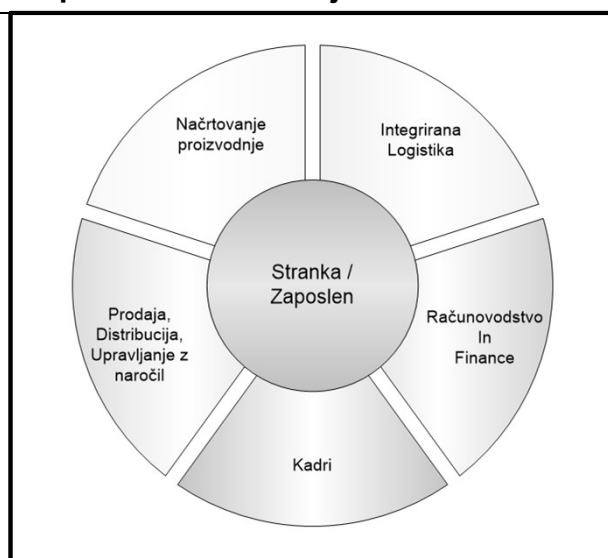 Načrtovanje
proizvodnje
Integrirana
Logistika
Stranka /
Zaposlen
Prodaja,
Distribucija,
Upravljanje z
naročil
Računovodstvo
In
Finance
Kadri